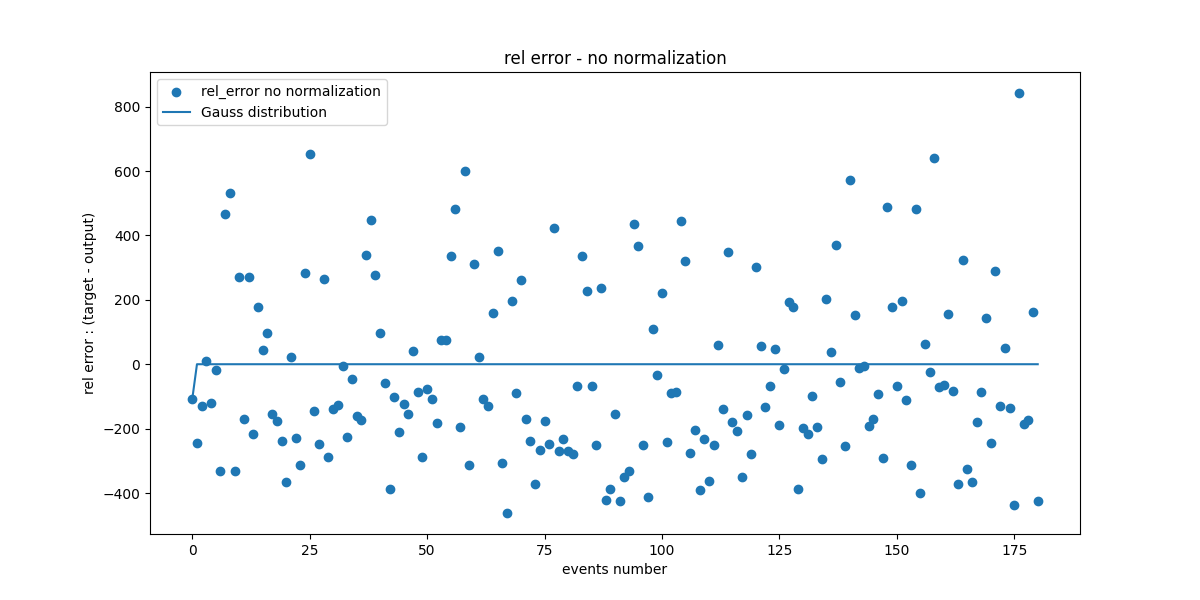 rel error - no normalization
rel_error no normalization
Gauss distribution
rel error : (target - output)
800
600
400
200
0
−200
−400
0 25 50 75 100 125 150 175
events number